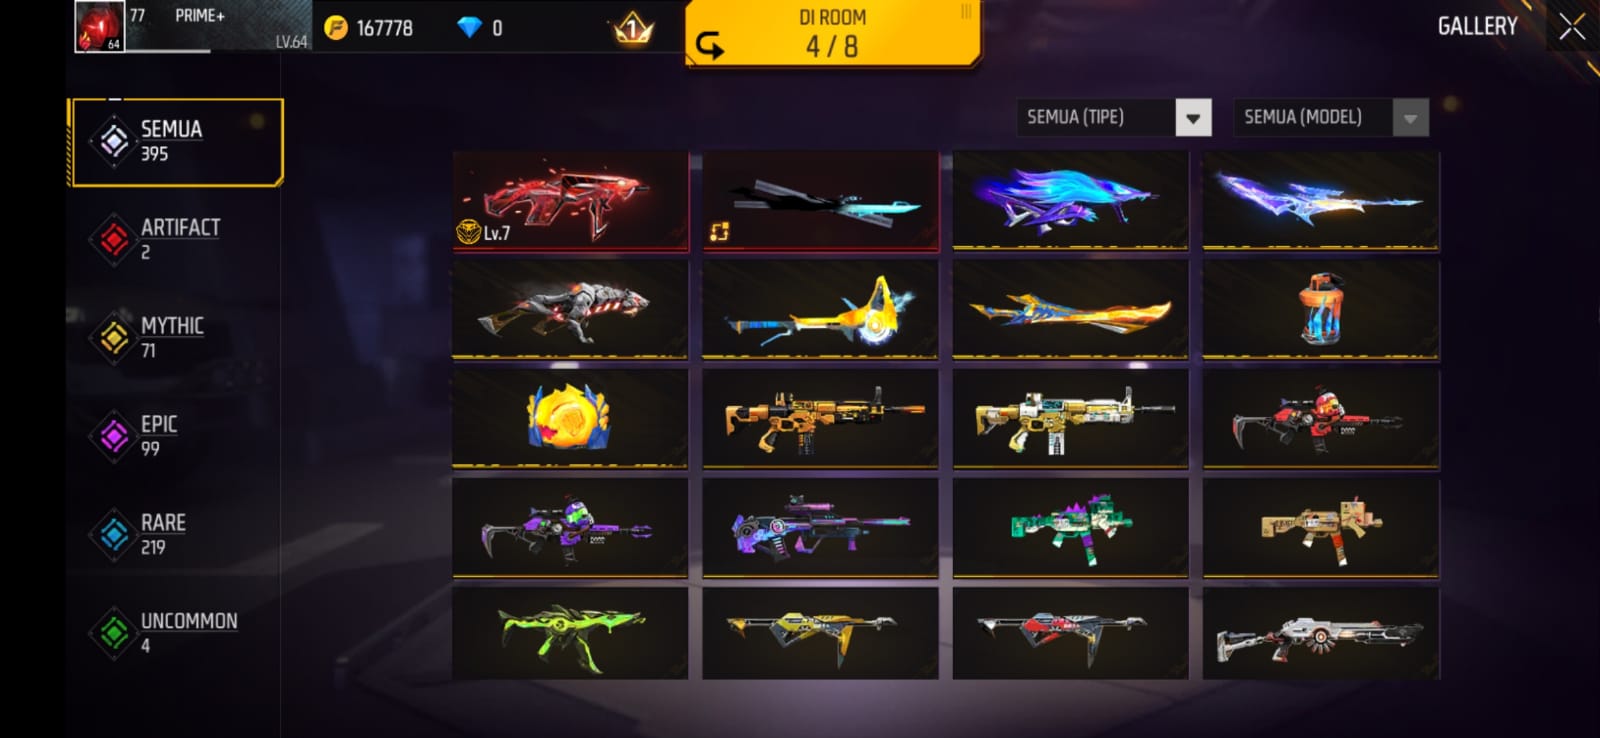 77 PRIME+
64
LV.64
167778
0
1
DI ROOM
4 / 8
GALLERY
SEMUA (TIPE)
SEMUA (MODEL)
SEMUA
395
ARTIFACT
2
MYTHIC
71
EPIC
99
RARE
219
UNCOMMON
4
Lv.7